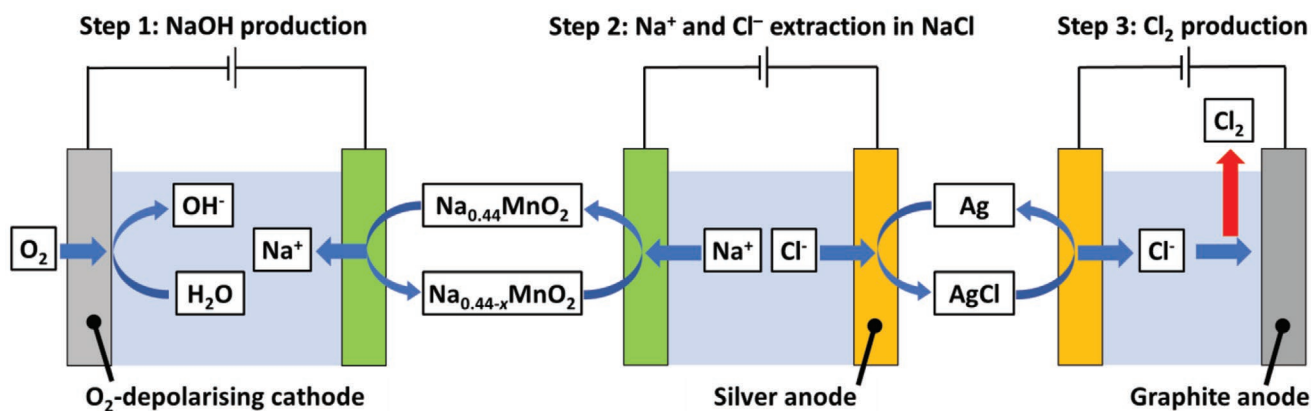 Step 1: NaOH production
Step 2: Na⁺ and Cl⁻ extraction in NaCl
Step 3: Cl₂ production
O₂
OH⁻
H₂O
Na⁺
Na₀.₄₄MnO₂
Na₀.₄₄₋ₓMnO₂
Na⁺
Cl⁻
Ag
AgCl
Cl⁻
Cl₂
O₂-depolarising cathode
Silver anode
Graphite anode